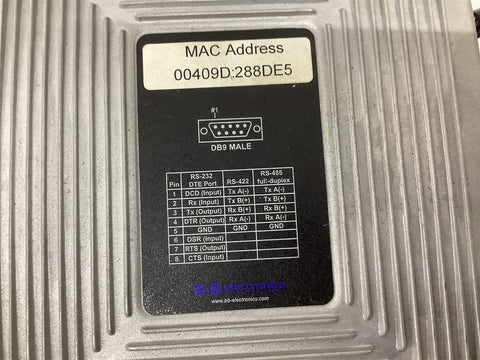 MAC Address
00409D:288DE5
#1
DB9 MALE
Pin RS-232 DTE Port RS-422 RS-485 full-duplex
1 DCD (Input) Tx A(-) Tx A(-)
2 Rx (Input) Tx B(+) Tx B(+)
3 Tx (Output) Rx B(+) Rx B(+)
4 DTR (Output) Rx A(-) Rx A(-)
5 GND GND GND
6 DSR (Input)
7 RTS (Output)
8 CTS (Input)
B B ELECTRONICS
www.bb-electronics.com